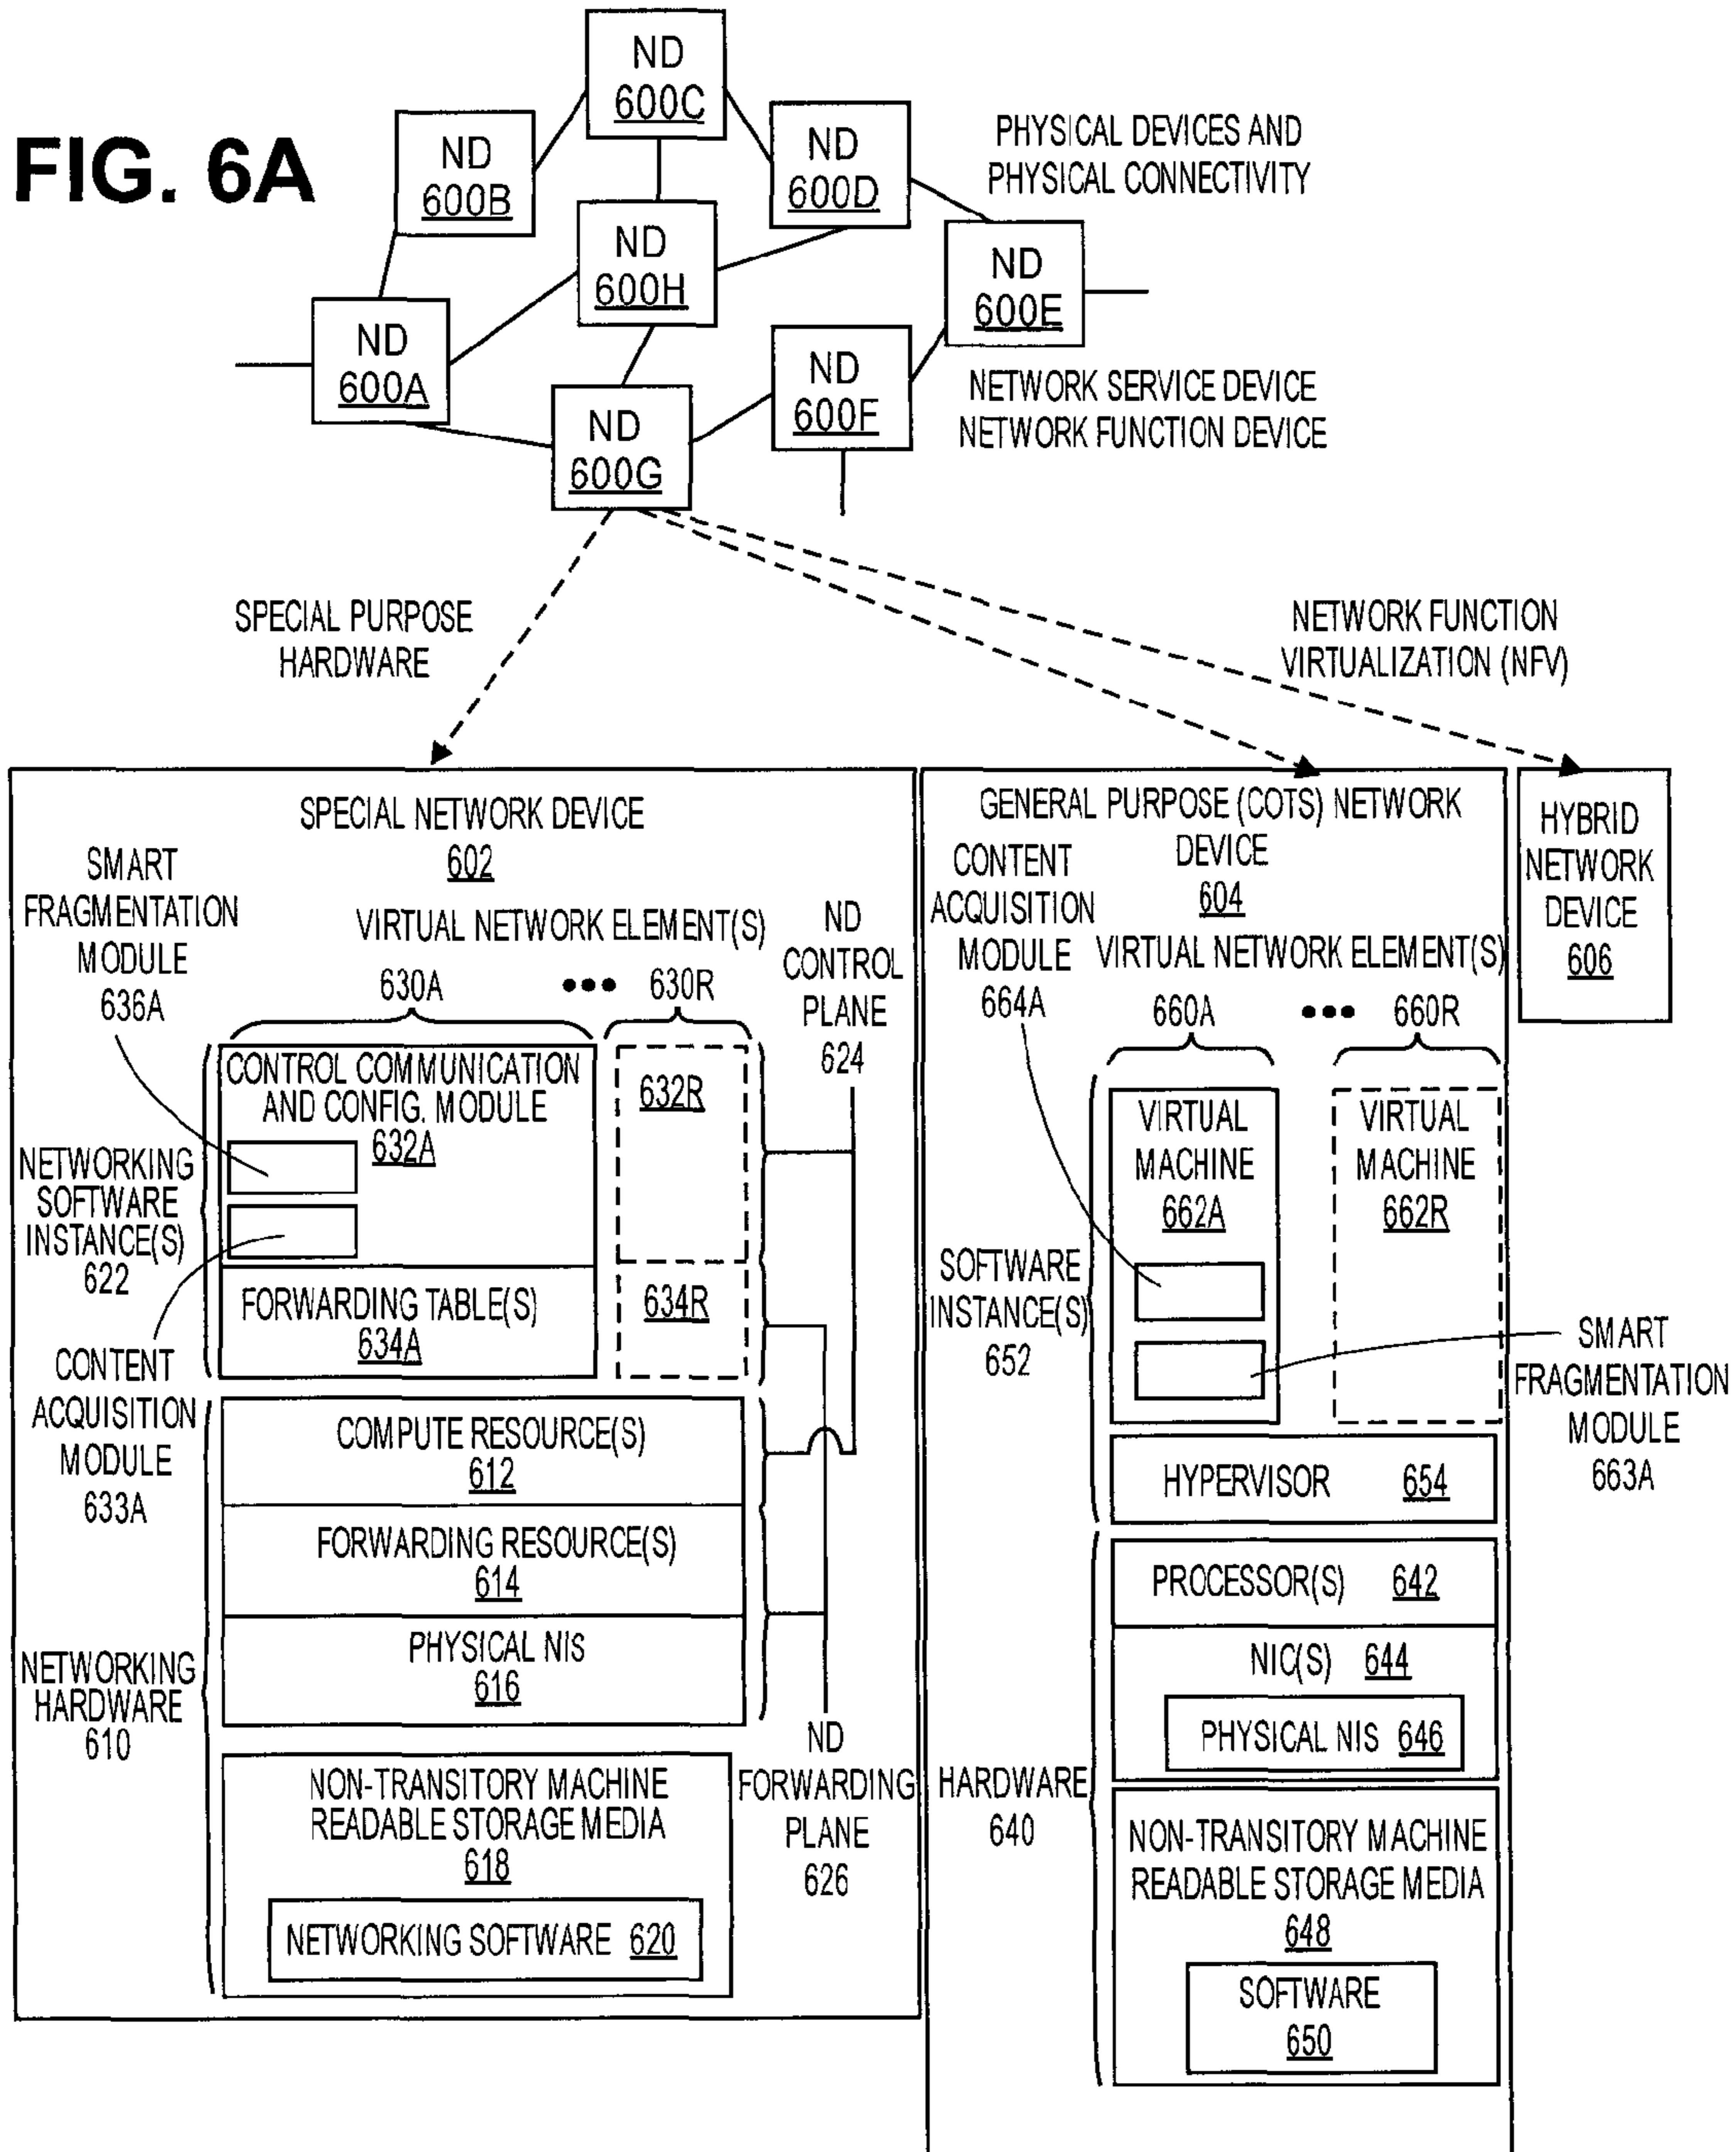 FIG. 6A
ND
600C
ND
600B
ND
600D
PHYSICAL DEVICES AND
PHYSICAL CONNECTIVITY
ND
600H
ND
600E
ND
600A
ND
600F
NETWORK SERVICE DEVICE
NETWORK FUNCTION DEVICE
ND
600G
SPECIAL PURPOSE
HARDWARE
NETWORK FUNCTION
VIRTUALIZATION (NFV)
SPECIAL NETWORK DEVICE
602
SMART
FRAGMENTATION
MODULE
636A
VIRTUAL NETWORK ELEMENT(S)
630A
••• 630R
ND
CONTROL
PLANE
624
CONTROL COMMUNICATION
AND CONFIG. MODULE
632A
632R
NETWORKING
SOFTWARE
INSTANCE(S)
622
FORWARDING TABLE(S)
634A
634R
CONTENT
ACQUISITION
MODULE
633A
COMPUTE RESOURCE(S)
612
FORWARDING RESOURCE(S)
614
PHYSICAL NIS
616
NETWORKING
HARDWARE
610
NON-TRANSITORY MACHINE
READABLE STORAGE MEDIA
618
NETWORKING SOFTWARE 620
ND
FORWARDING
PLANE
626
GENERAL PURPOSE (COTS) NETWORK
DEVICE
604
CONTENT
ACQUISITION
MODULE
664A
VIRTUAL NETWORK ELEMENT(S)
660A
••• 660R
VIRTUAL
MACHINE
662A
VIRTUAL
MACHINE
662R
SOFTWARE
INSTANCE(S)
652
SMART
FRAGMENTATION
MODULE
663A
HYPERVISOR 654
PROCESSOR(S) 642
NIC(S) 644
PHYSICAL NIS 646
HARDWARE
640
NON-TRANSITORY MACHINE
READABLE STORAGE MEDIA
648
SOFTWARE
650
HYBRID
NETWORK
DEVICE
606